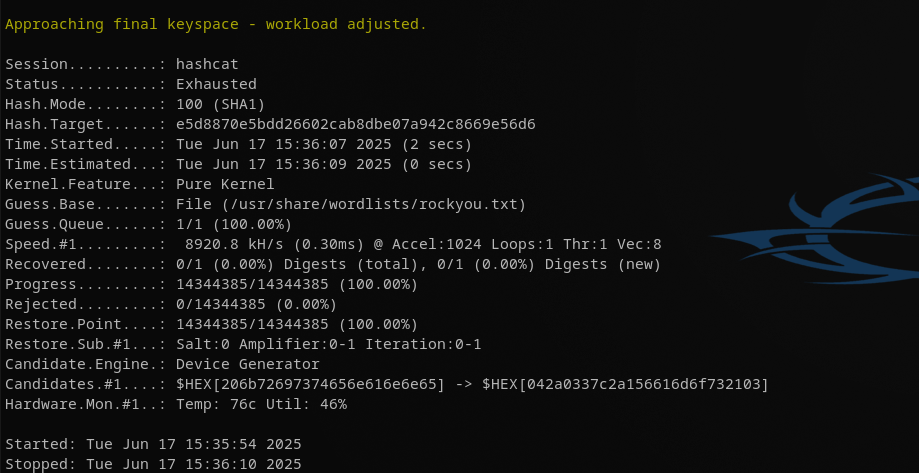 Approaching final keyspace - workload adjusted.
Session..........: hashcat
Status...........: Exhausted
Hash.Mode........: 100 (SHA1)
Hash.Target......: e5d8870e5bdd26602cab8dbe07a942c8669e56d6
Time.Started.....: Tue Jun 17 15:36:07 2025 (2 secs)
Time.Estimated...: Tue Jun 17 15:36:09 2025 (0 secs)
Kernel.Feature...: Pure Kernel
Guess.Base.......: File (/usr/share/wordlists/rockyou.txt)
Guess.Queue......: 1/1 (100.00%)
Speed.#1.........:  8920.8 kH/s (0.30ms) @ Accel:1024 Loops:1 Thr:1 Vec:8
Recovered........: 0/1 (0.00%) Digests (total), 0/1 (0.00%) Digests (new)
Progress.........: 14344385/14344385 (100.00%)
Rejected.........: 0/14344385 (0.00%)
Restore.Point....: 14344385/14344385 (100.00%)
Restore.Sub.#1...: Salt:0 Amplifier:0-1 Iteration:0-1
Candidate.Engine.: Device Generator
Candidates.#1....: $HEX[206b72697374656e616e6e65] -> $HEX[042a0337c2a156616d6f732103]
Hardware.Mon.#1..: Temp: 76c Util: 46%
Started: Tue Jun 17 15:35:54 2025
Stopped: Tue Jun 17 15:36:10 2025